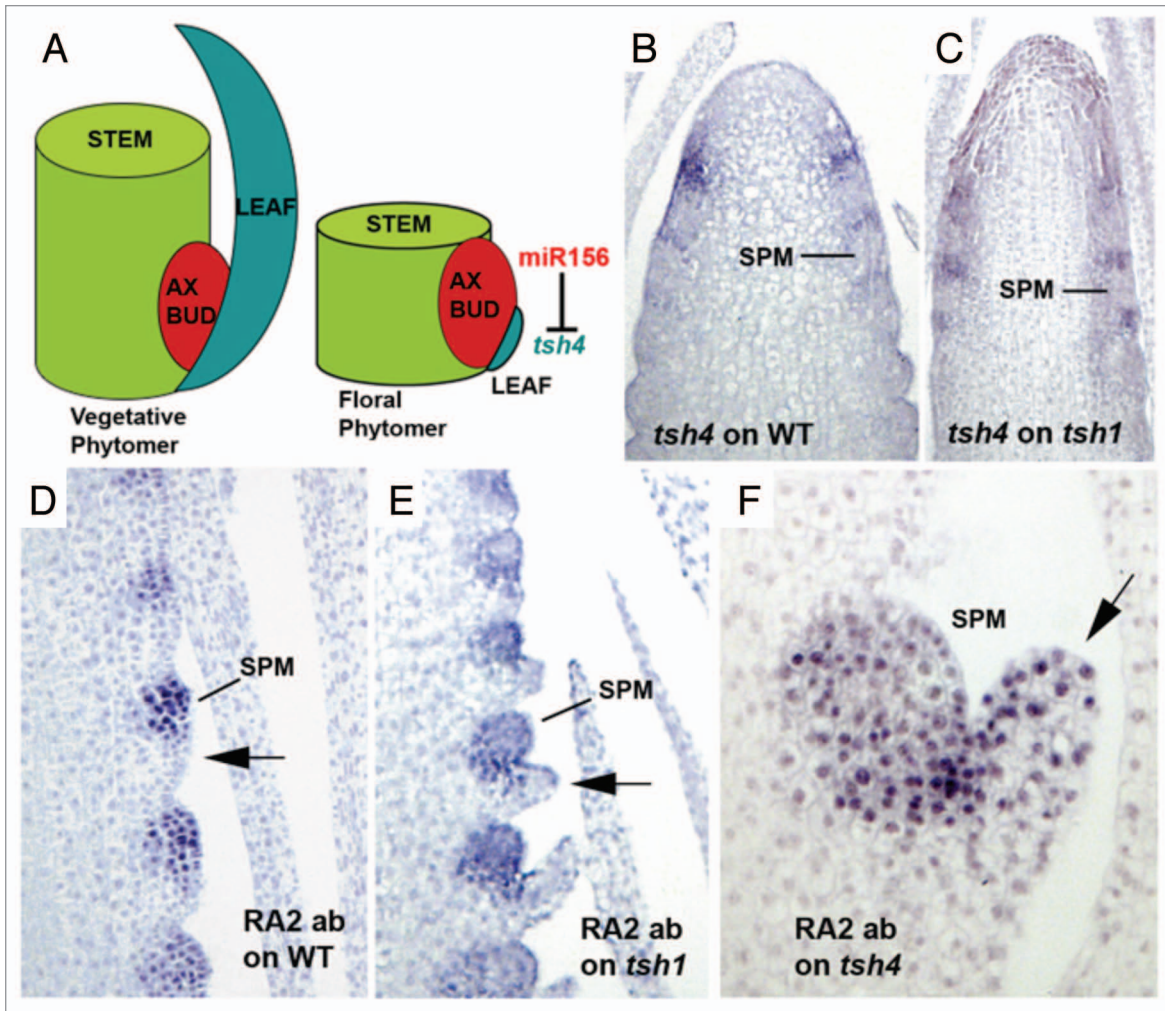 A
STEM
LEAF
AX
BUD
Vegetative
Phytomer
STEM
AX
BUD
miR156
tsh4
LEAF
Floral
Phytomer
B
SPM
tsh4 on WT
C
SPM
tsh4 on tsh1
D
SPM
RA2 ab
on WT
E
SPM
RA2 ab
on tsh1
F
SPM
RA2 ab
on tsh4